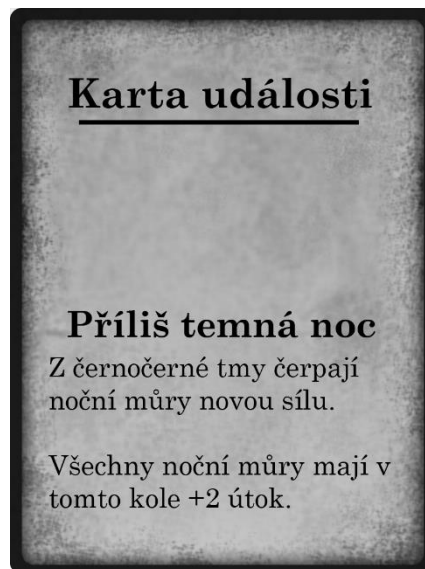 Karta události
Příliš temná noc
Z černočerné tmy čerpají
noční můry novou sílu.
Všechny noční můry mají v
tomto kole +2 útok.